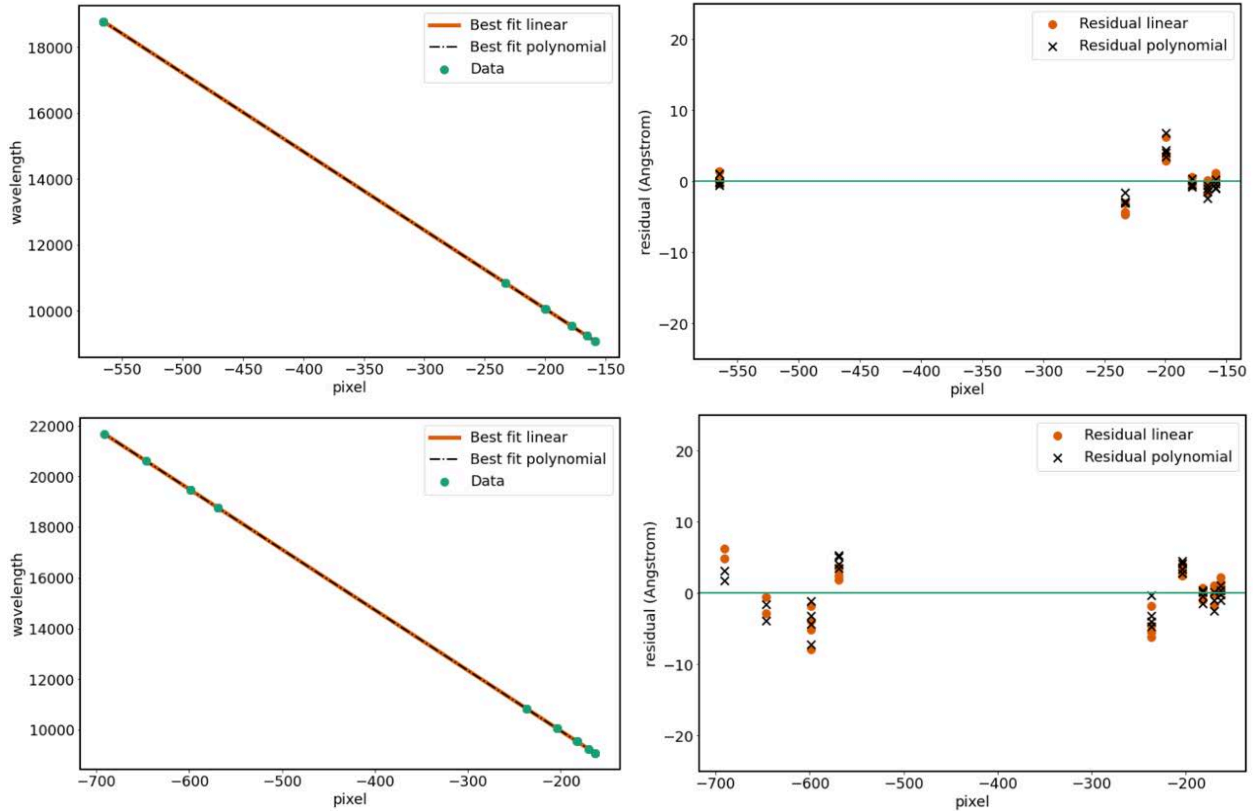 18000
16000
14000
12000
10000
wavelength
−550
−500
−450
−400
−350
−300
−250
−200
−150
pixel
Best fit linear
Best fit polynomial
Data
20
10
0
−10
−20
residual (Angstrom)
−550
−500
−450
−400
−350
−300
−250
−200
−150
pixel
Residual linear
Residual polynomial
22000
20000
18000
16000
14000
12000
10000
wavelength
−700
−600
−500
−400
−300
−200
pixel
Best fit linear
Best fit polynomial
Data
20
10
0
−10
−20
residual (Angstrom)
−700
−600
−500
−400
−300
−200
pixel
Residual linear
Residual polynomial